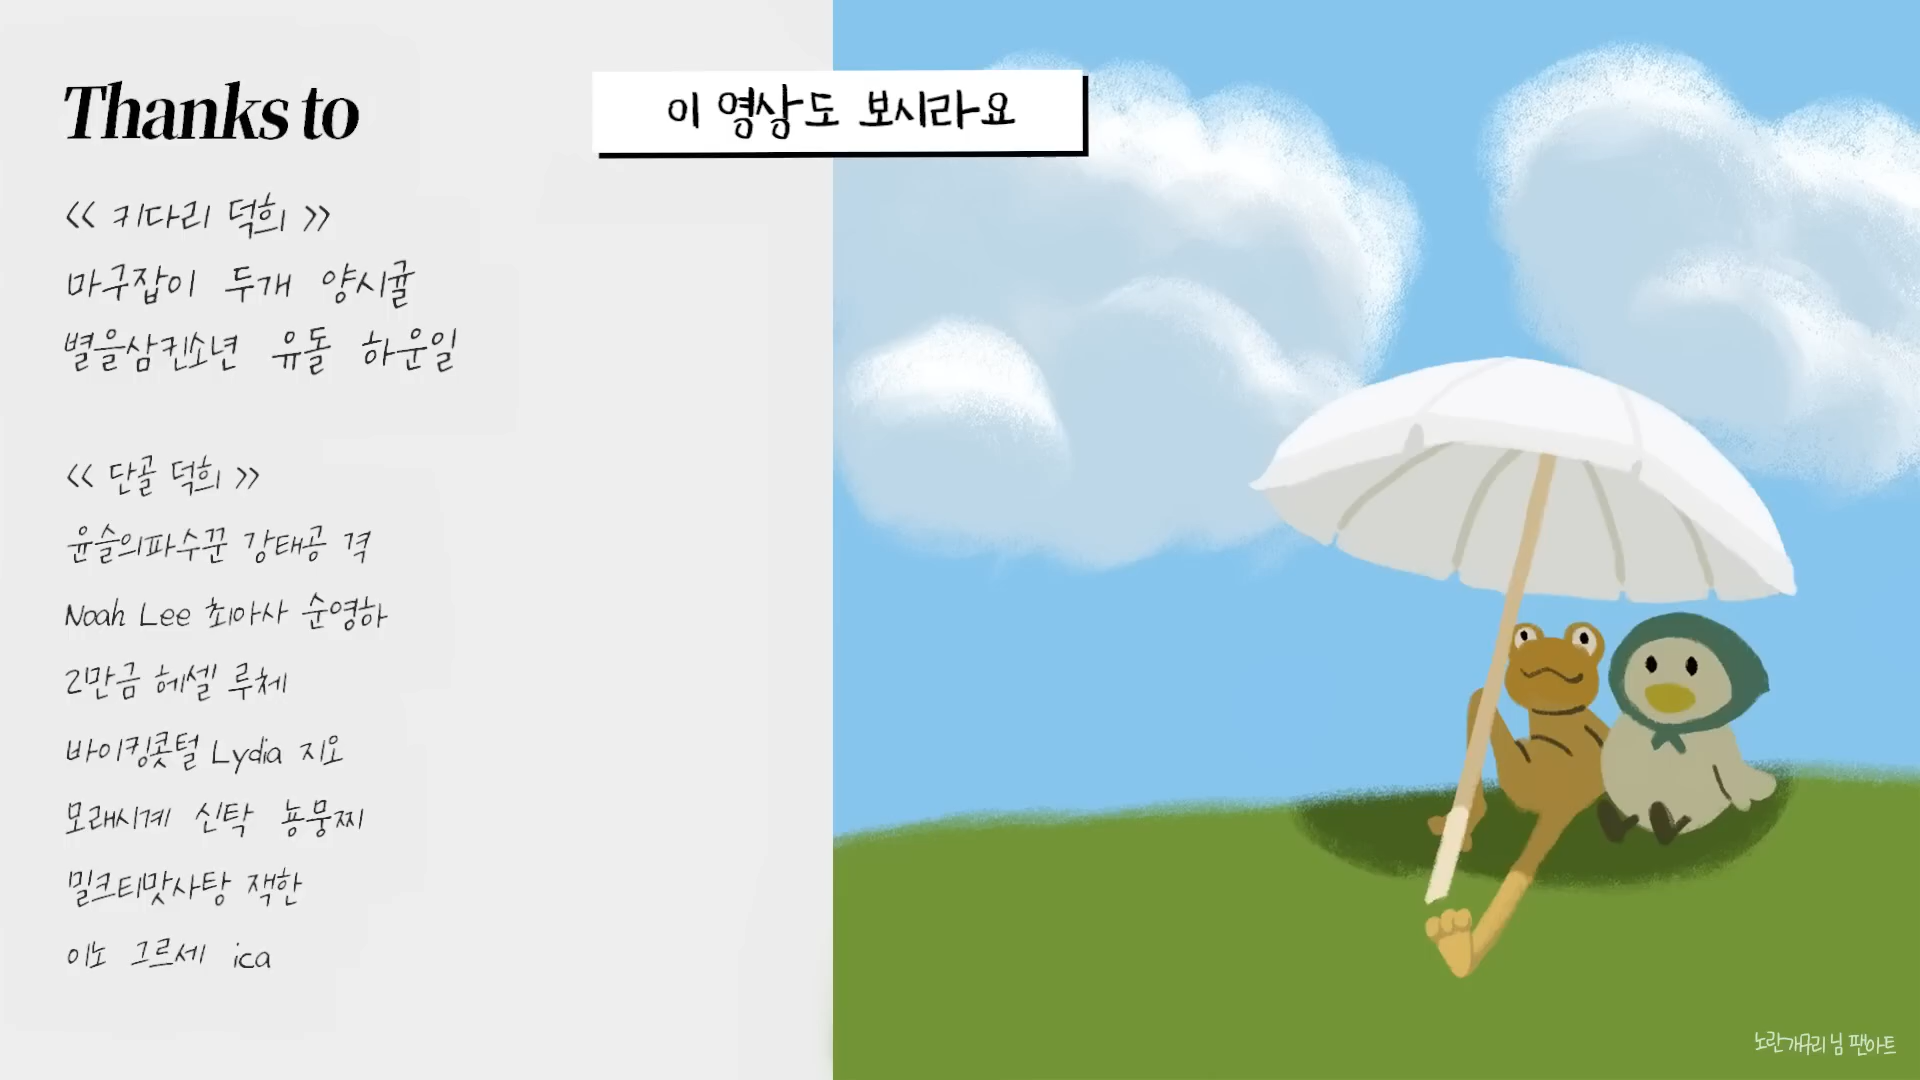 Thanks to
이 영상도 보시라요
<< 키다리 덕희 >>
마구잡이 두개 양시귤
별을삼킨소년 유돌 하운일
<< 단골 덕희 >>
윤슬의파수꾼 강태공 격
Noah Lee 최아사 순영하
2만금 헤셀 루체
바이킹콧털 Lydia 지오
모래시계 신탁 뇽뭉찌
밀크티맛사탕 잭한
이노 그르세 ica
노란개구리 님 팬아트